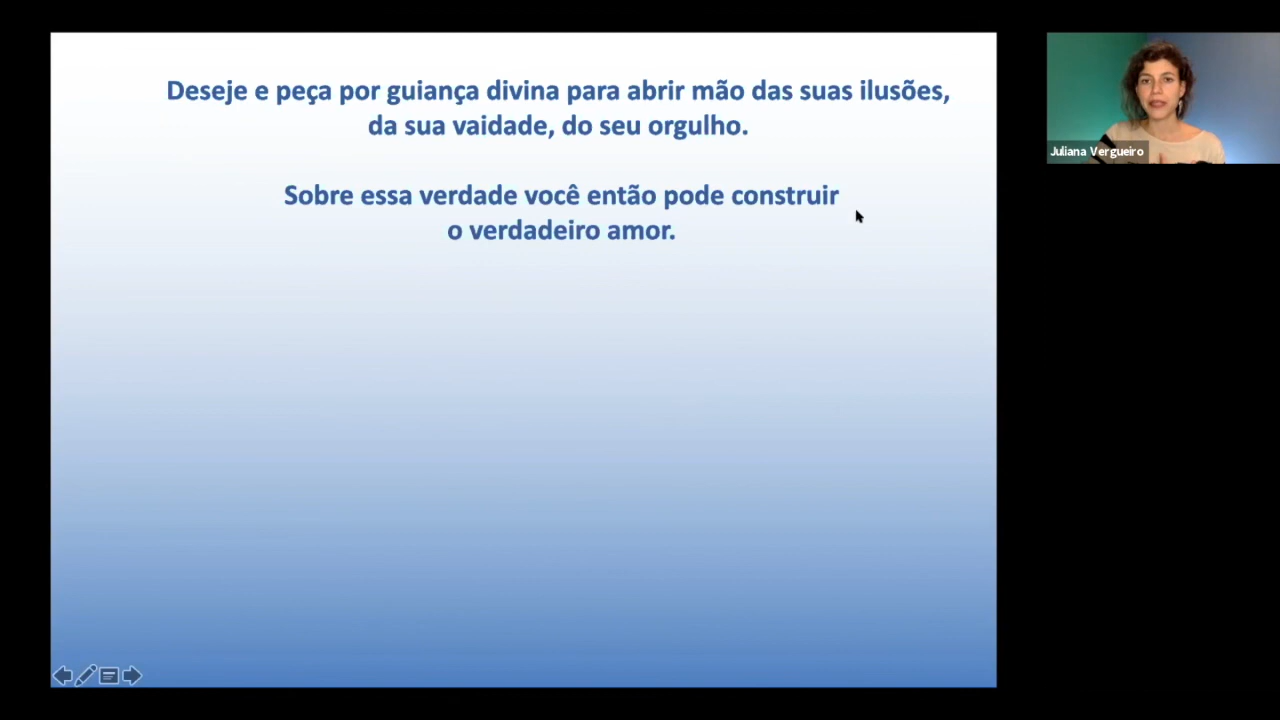 Deseje e peça por guiança divina para abrir mão das suas ilusões,
da sua vaidade, do seu orgulho.
Sobre essa verdade você então pode construir
o verdadeiro amor.
Juliana Vergueiro